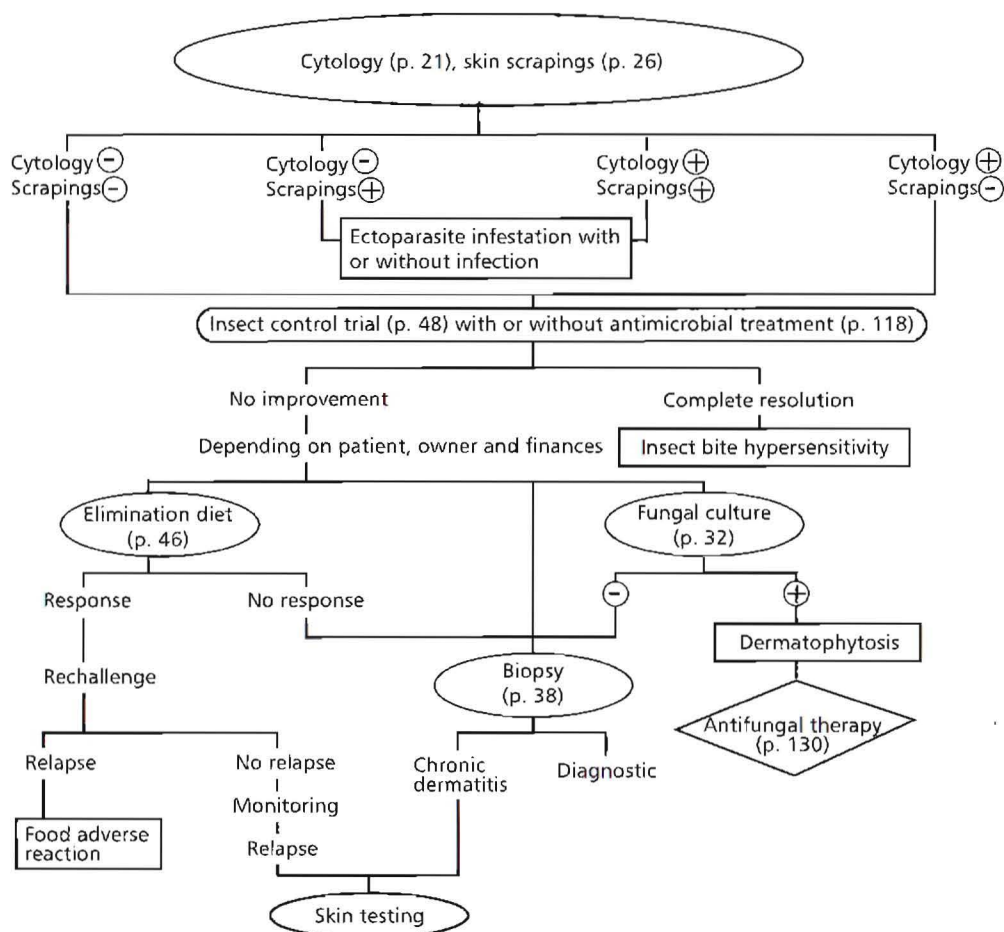 Cytology (p. 21), skin scrapings (p. 26)
Cytology ⊖
Scrapings ⊖
Cytology ⊖
Scrapings ⊕
Cytology ⊕
Scrapings ⊕
Cytology ⊕
Scrapings ⊖
Ectoparasite infestation with
or without infection
Insect control trial (p. 48) with or without antimicrobial treatment (p. 118)
No improvement
Complete resolution
Depending on patient, owner and finances
Insect bite hypersensitivity
Elimination diet
(p. 46)
Fungal culture
(p. 32)
Response
No response
⊖
⊕
Dermatophytosis
Rechallenge
Biopsy
(p. 38)
Antifungal therapy
(p. 130)
Relapse
No relapse
Chronic
dermatitis
Diagnostic
Monitoring
Food adverse
reaction
Relapse
Skin testing